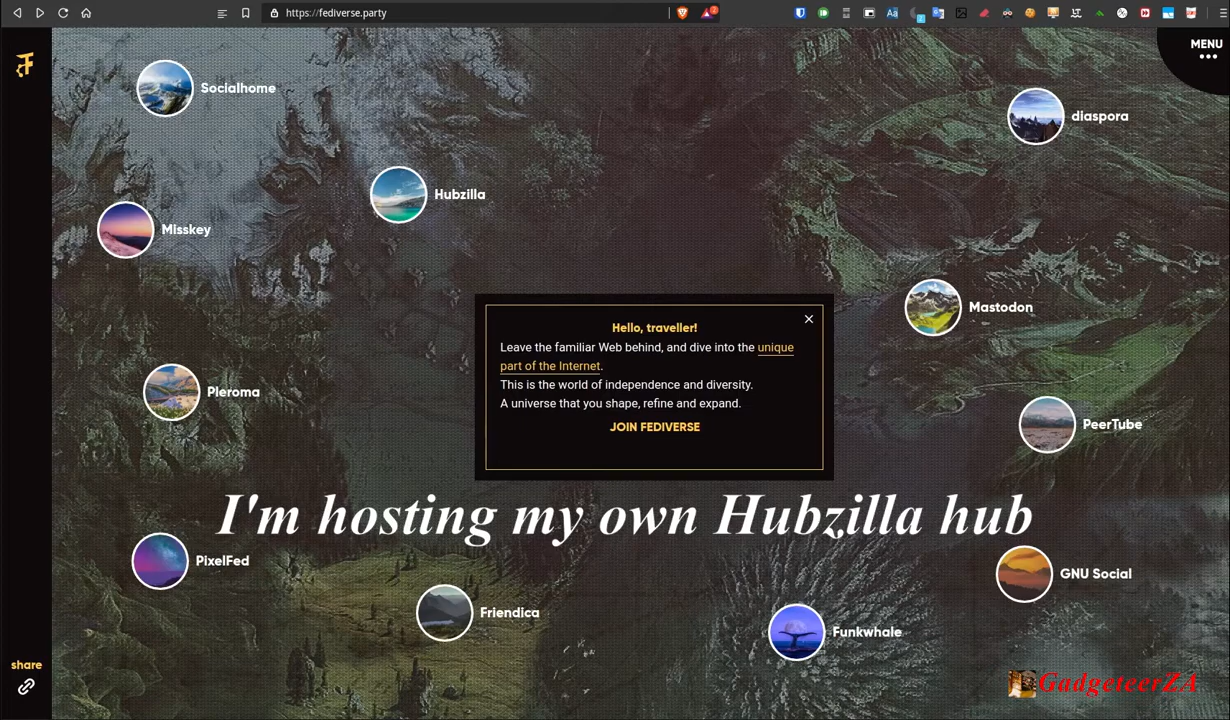 https://fediverse.party
2
MENU
Socialhome
diaspora
Hubzilla
Misskey
Mastodon
Hello, traveller!
Leave the familiar Web behind, and dive into the unique
part of the Internet.
This is the world of independence and diversity.
A universe that you shape, refine and expand.
JOIN FEDIVERSE
Pleroma
PeerTube
I'm hosting my own Hubzilla hub
PixelFed
GNU Social
Friendica
Funkwhale
share
GadgeteerZA